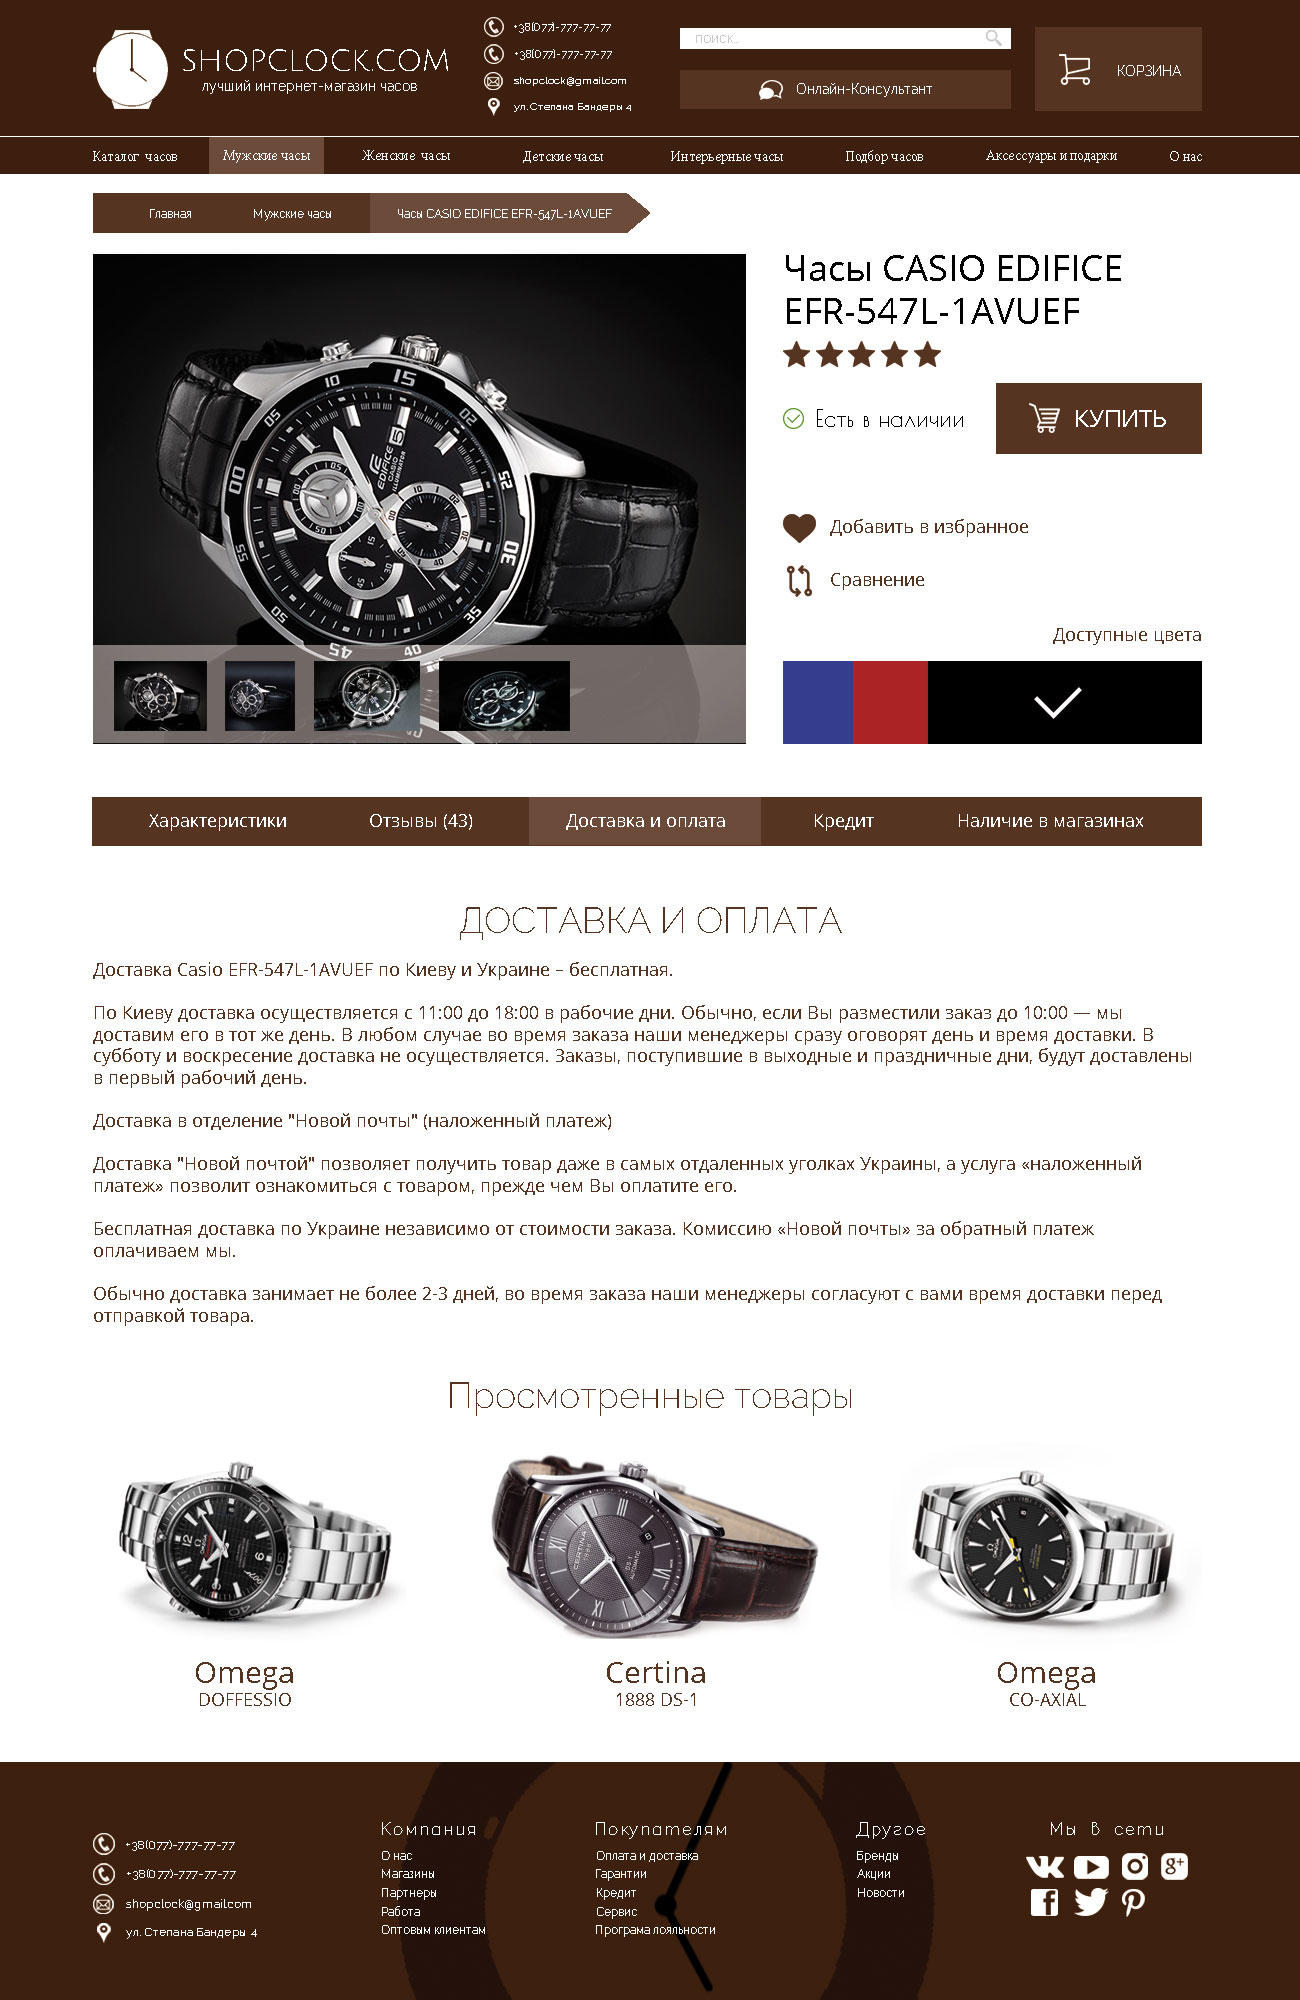 SHOPCLOCK.COM
лучший интернет-магазин часов
+38(077)-777-77-77
+38(077)-777-77-77
shopclock@gmail.com
ул. Степана Бандеры 4
поиск...
Онлайн-Консультант
КОРЗИНА
Каталог часов Мужские часы Женские часы Детские часы Интерьерные часы Подбор часов Аксессуары и подарки О нас
Главная Мужские часы Часы CASIO EDIFICE EFR-547L-1AVUEF
Часы CASIO EDIFICE
EFR-547L-1AVUEF
Есть в наличии
КУПИТЬ
Добавить в избранное
Сравнение
Доступные цвета
EDIFICE
CASIO
ILLUMINATOR
Характеристики Отзывы (43) Доставка и оплата Кредит Наличие в магазинах
ДОСТАВКА И ОПЛАТА
Доставка Casio EFR-547L-1AVUEF по Киеву и Украине – бесплатная.
По Киеву доставка осуществляется с 11:00 до 18:00 в рабочие дни. Обычно, если Вы разместили заказ до 10:00 — мы
доставим его в тот же день. В любом случае во время заказа наши менеджеры сразу оговорят день и время доставки. В
субботу и воскресение доставка не осуществляется. Заказы, поступившие в выходные и праздничные дни, будут доставлены
в первый рабочий день.
Доставка в отделение "Новой почты" (наложенный платеж)
Доставка "Новой почтой" позволяет получить товар даже в самых отдаленных уголках Украины, а услуга «наложенный
платеж» позволит ознакомиться с товаром, прежде чем Вы оплатите его.
Бесплатная доставка по Украине независимо от стоимости заказа. Комиссию «Новой почты» за обратный платеж
оплачиваем мы.
Обычно доставка занимает не более 2-3 дней, во время заказа наши менеджеры согласуют с вами время доставки перед
отправкой товара.
Просмотренные товары
Omega
DOFFESSIO
Certina
1888 DS-1
Omega
CO-AXIAL
+38(077)-777-77-77
+38(077)-777-77-77
shopclock@gmail.com
ул. Степана Бандеры 4
Компания
О нас
Магазины
Партнеры
Работа
Оптовым клиентам
Покупателям
Оплата и доставка
Гарантии
Кредит
Сервис
Програма лояльности
Другое
Бренды
Акции
Новости
Мы в сети